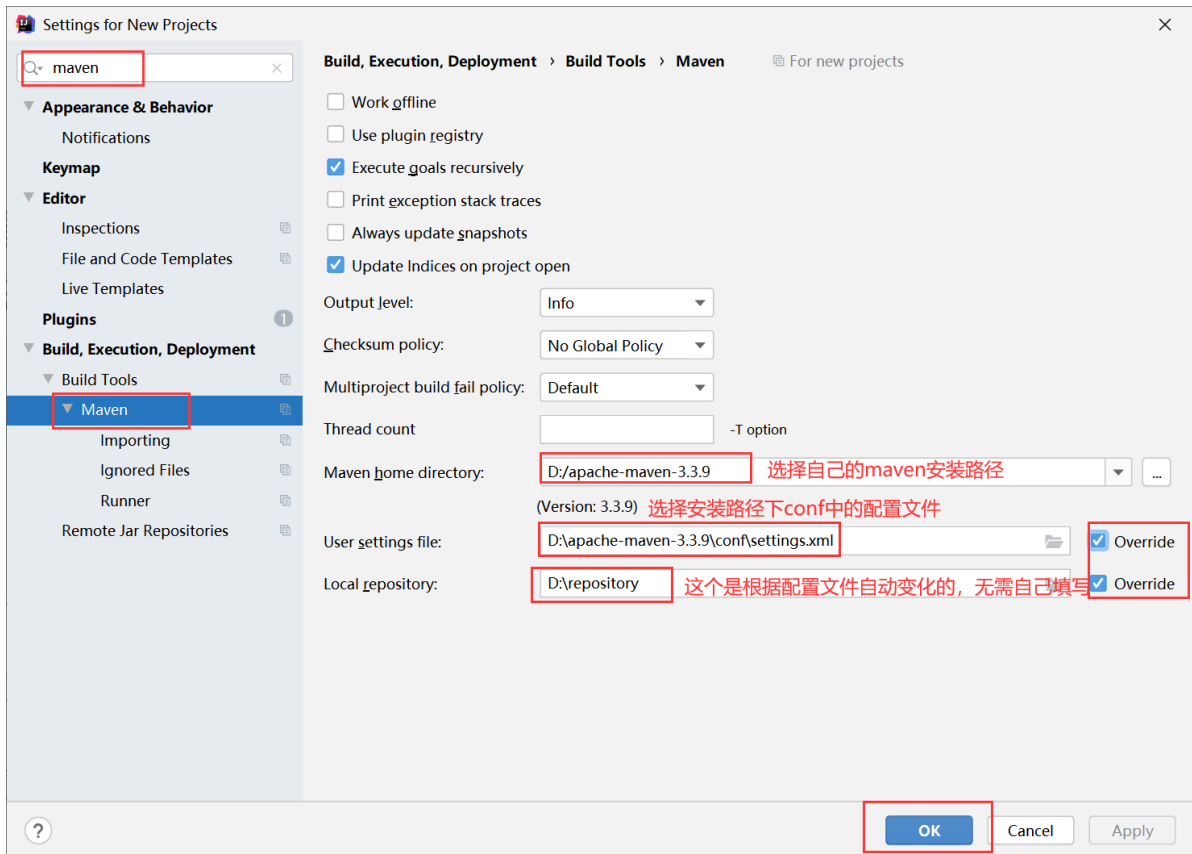 Settings for New Projects
maven
Appearance & Behavior
Notifications
Keymap
Editor
Inspections
File and Code Templates
Live Templates
Plugins
1
Build, Execution, Deployment
Build Tools
Maven
Importing
Ignored Files
Runner
Remote Jar Repositories
Build, Execution, Deployment › Build Tools › Maven For new projects
Work offline
Use plugin registry
Execute goals recursively
Print exception stack traces
Always update snapshots
Update Indices on project open
Output level: Info
Checksum policy: No Global Policy
Multiproject build fail policy: Default
Thread count -T option
Maven home directory: D:/apache-maven-3.3.9 选择自己的maven安装路径 ...
(Version: 3.3.9) 选择安装路径下conf中的配置文件
User settings file: D:\apache-maven-3.3.9\conf\settings.xml Override
Local repository: D:\repository 这个是根据配置文件自动变化的，无需自己填写 Override
? OK Cancel Apply